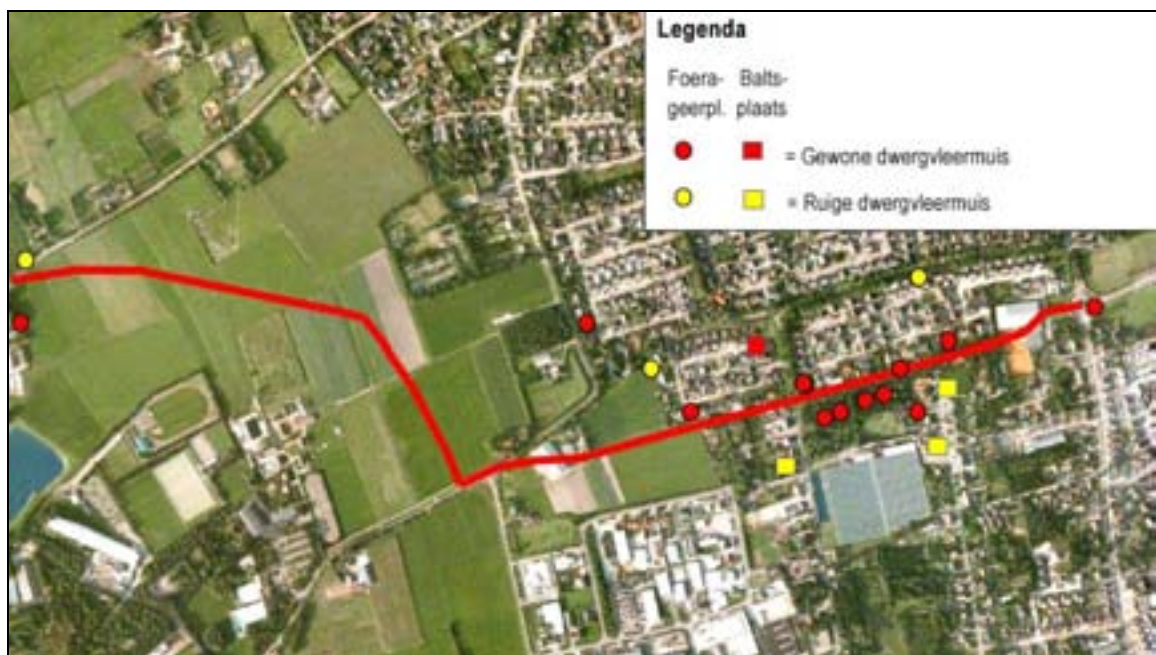 Legenda
Foera- Balts-
geerpl. plaats
= Gewone dwergvleermuis
= Ruige dwergvleermuis